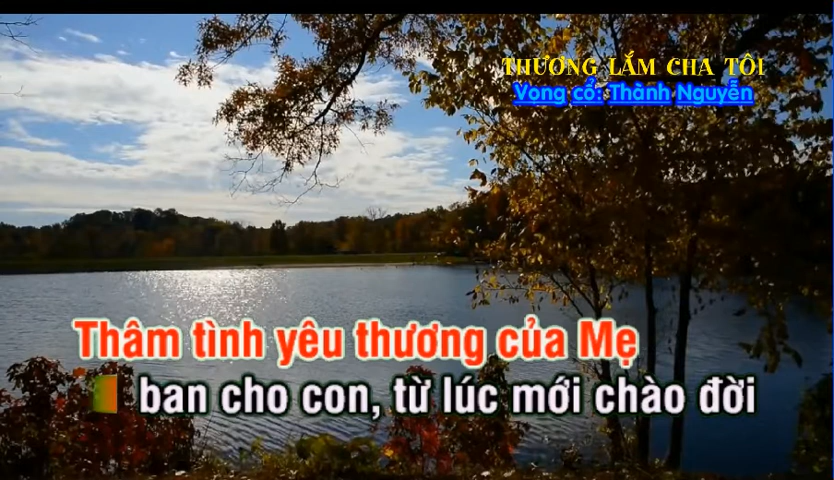 THƯƠNG LẮM CHA TÔI
Vọng cổ: Thành Nguyễn
Thâm tình yêu thương của Mẹ
ban cho con, từ lúc mới chào đời